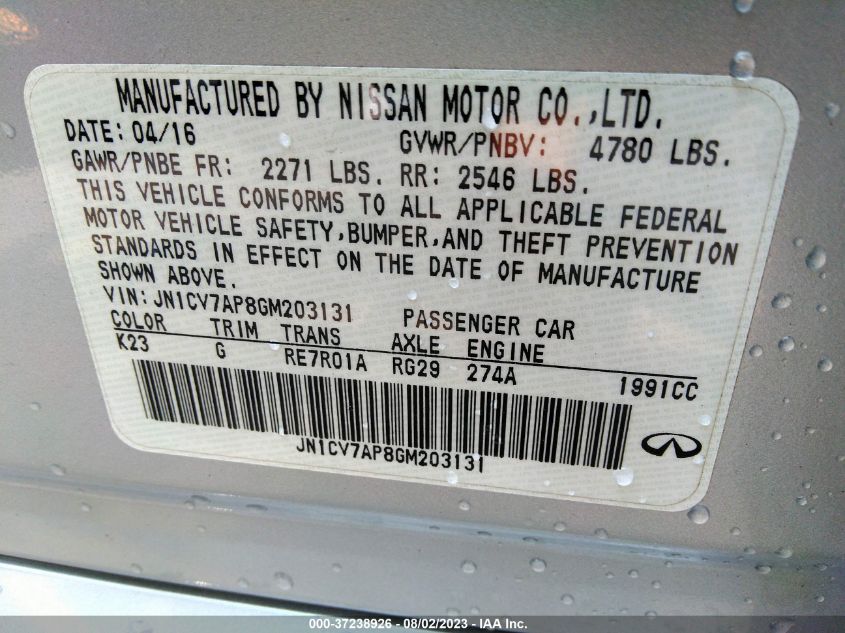 MANUFACTURED BY NISSAN MOTOR CO.,LTD.
DATE: 04/16 GVWR/PNBV: 4780 LBS.
GAWR/PNBE FR: 2271 LBS. RR: 2546 LBS.
THIS VEHICLE CONFORMS TO ALL APPLICABLE FEDERAL
MOTOR VEHICLE SAFETY,BUMPER,AND THEFT PREVENTION
STANDARDS IN EFFECT ON THE DATE OF MANUFACTURE
SHOWN ABOVE.
VIN:JN1CV7AP8GM203131 PASSENGER CAR
COLOR TRIM TRANS AXLE ENGINE
K23 G RE7R01A RG29 274A 1991CC
JN1CV7AP8GM203131
000-37238926 - 08/02/2023 - IAA Inc.